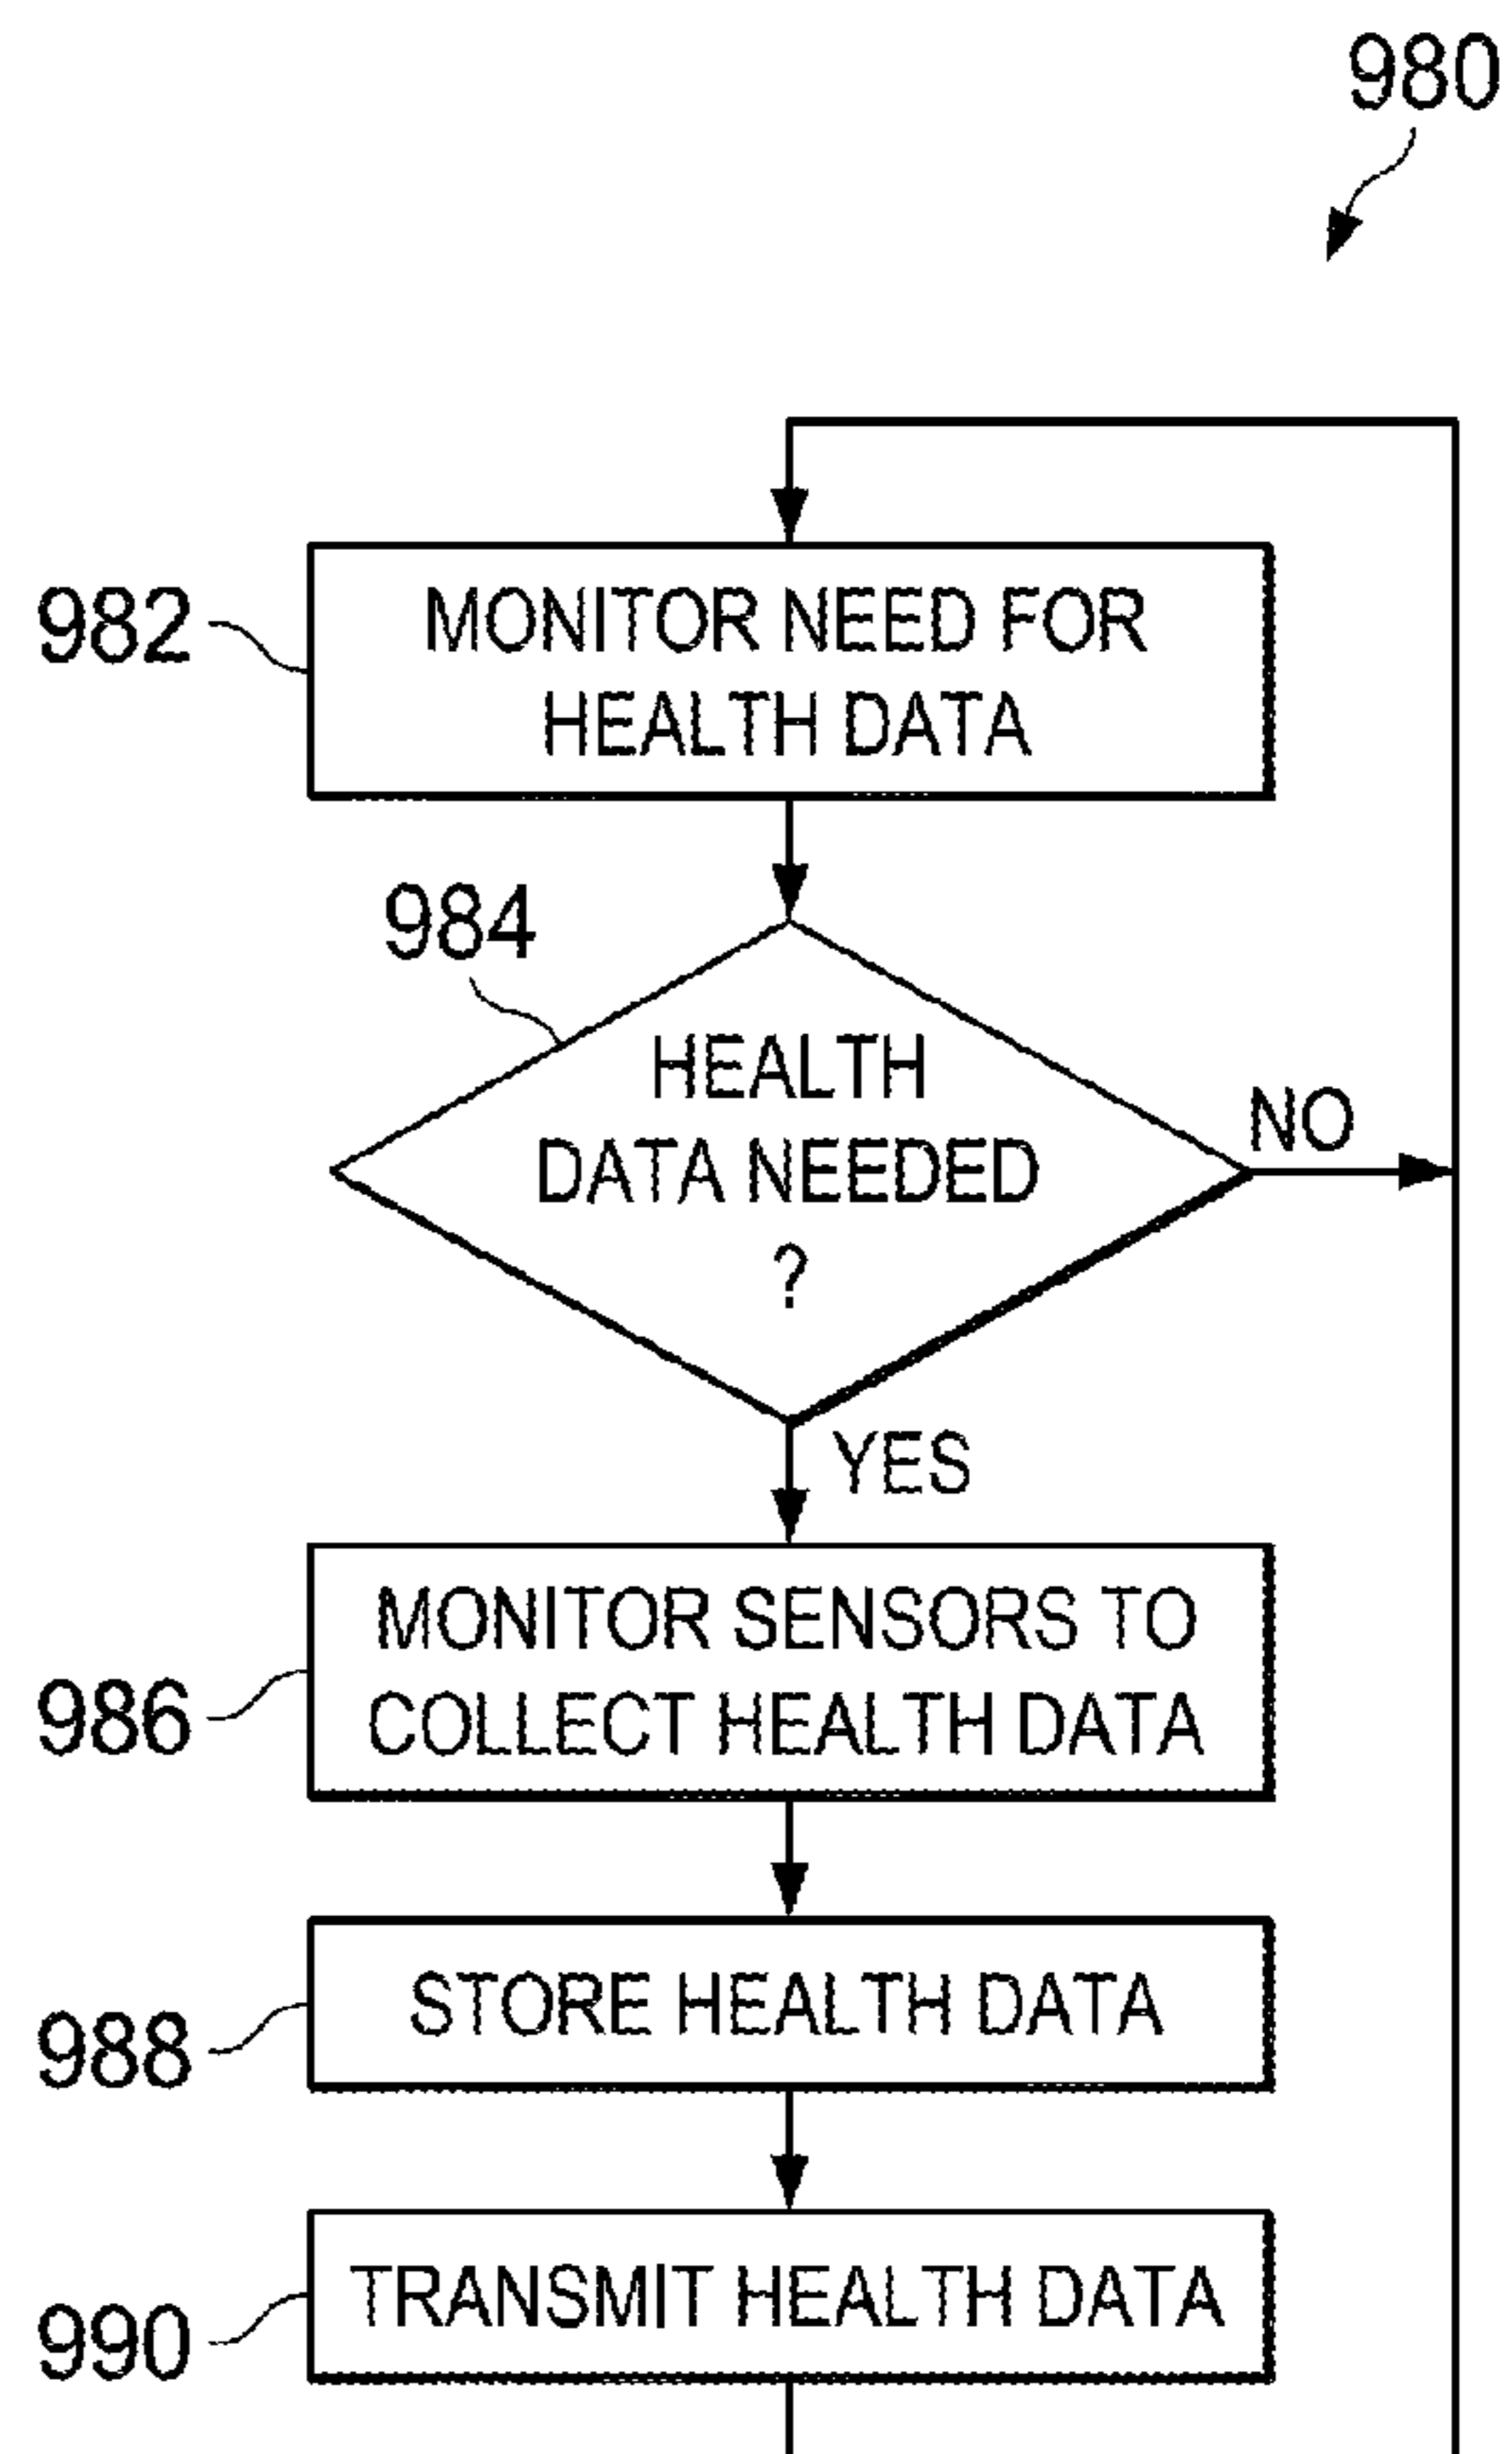 980
982
MONITOR NEED FOR
HEALTH DATA
984
HEALTH
DATA NEEDED
?
NO
YES
986
MONITOR SENSORS TO
COLLECT HEALTH DATA
988
STORE HEALTH DATA
990
TRANSMIT HEALTH DATA